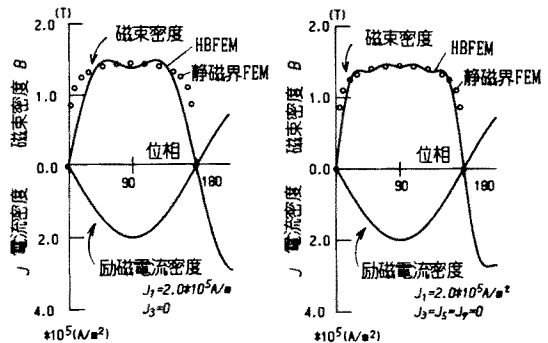 (T)
2.0
1.0
0.0
2.0
4.0
磁束密度 B
J 電流密度
*10⁵(A/m²)
磁束密度
HBFEM
静磁界FEM
位相
90
180
励磁電流密度
J₁=2.0*10⁵A/m
J₃=0
(T)
2.0
1.0
0.0
2.0
4.0
磁束密度 B
J 電流密度
*10⁵(A/m²)
磁束密度
HBFEM
静磁界FEM
位相
90
180
励磁電流密度
J₁=2.0*10⁵A/m²
J₃=J₅=J₇=0